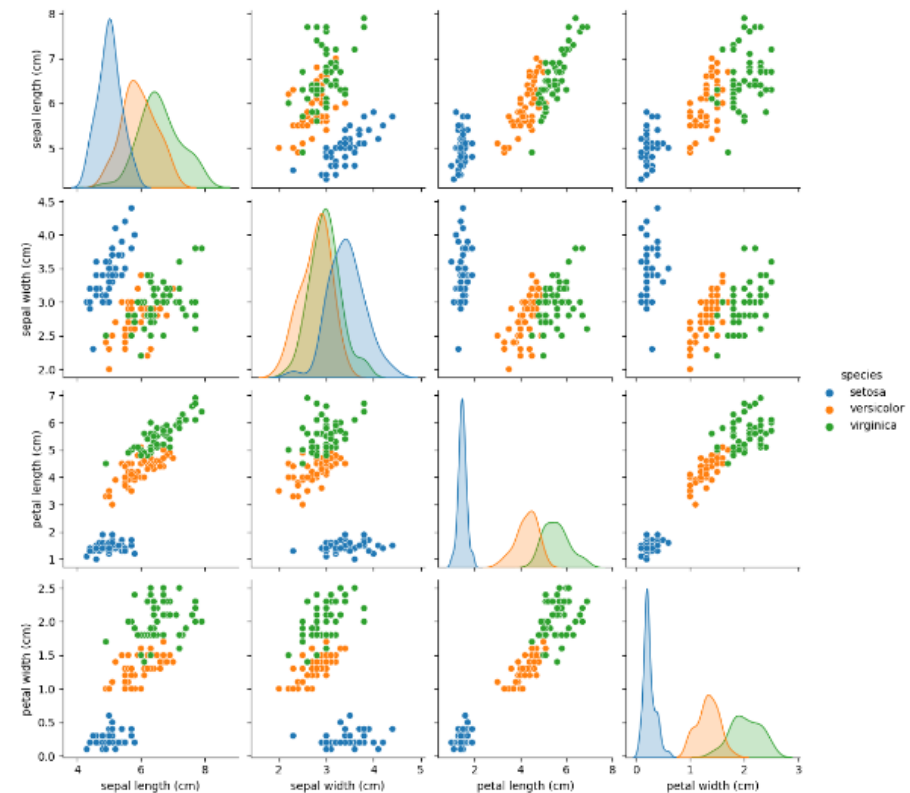 8
7
6
5
sepal length (cm)
4.5
4.0
3.5
3.0
2.5
2.0
sepal width (cm)
species
setosa
versicolor
virginica
7
6
5
4
3
2
1
petal length (cm)
2.5
2.0
1.5
1.0
0.5
0.0
petal width (cm)
4 6 8
2 3 4 5
2 4 6 8
0 1 2 3
sepal length (cm)
sepal width (cm)
petal length (cm)
petal width (cm)